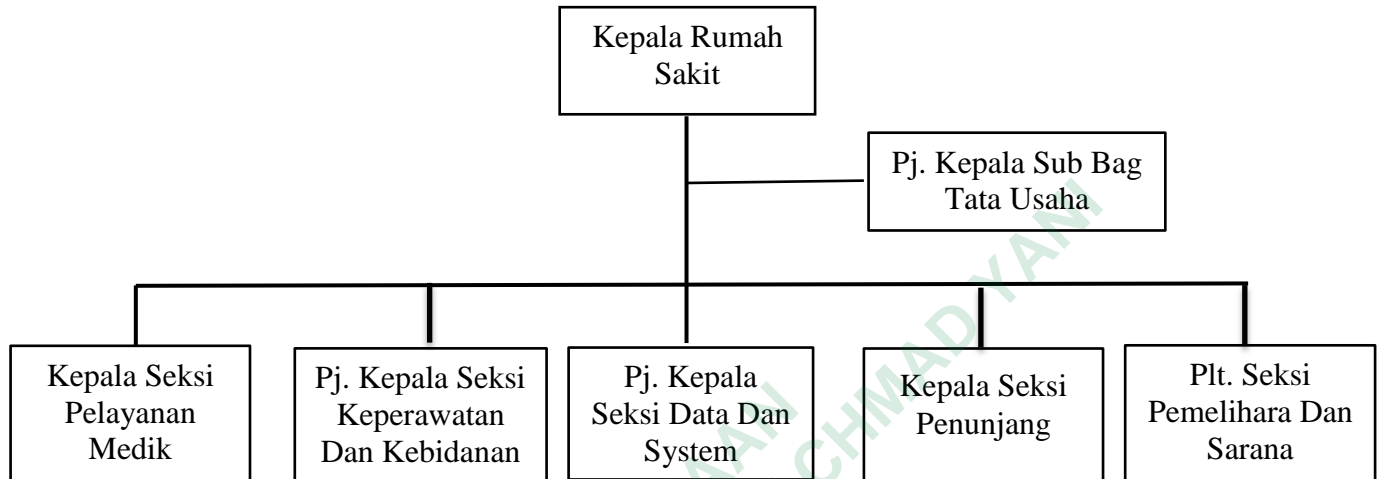 Kepala Rumah
Sakit
Pj. Kepala Sub Bag
Tata Usaha
Kepala Seksi
Pelayanan
Medik
Pj. Kepala Seksi
Keperawatan
Dan Kebidanan
Pj. Kepala
Seksi Data Dan
System
Kepala Seksi
Penunjang
Plt. Seksi
Pemelihara Dan
Sarana